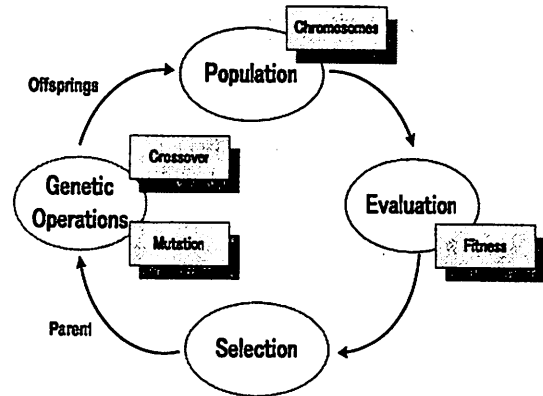 Chromosomes
Population
Offsprings
Crossover
Genetic
Operations
Mutation
Evaluation
Fitness
Parent
Selection